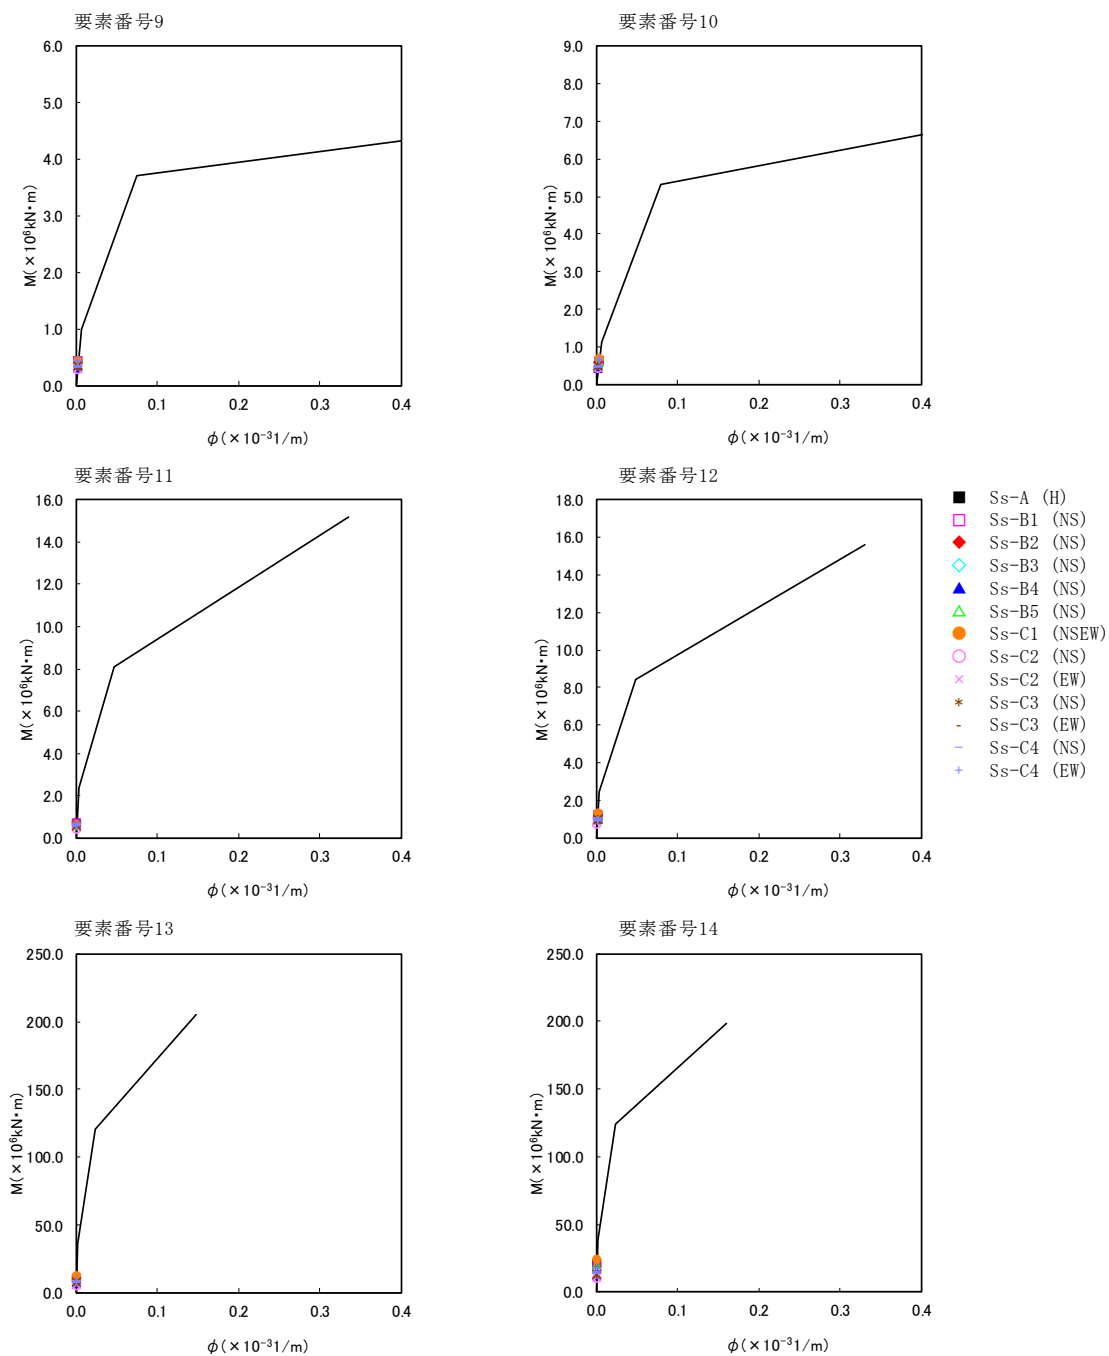 要素番号9
6.0
5.0
4.0
3.0
2.0
1.0
0.0
M(×10⁶kN・m)
0.0 0.1 0.2 0.3 0.4
φ(×10⁻³1/m)
要素番号10
9.0
8.0
7.0
6.0
5.0
4.0
3.0
2.0
1.0
0.0
M(×10⁶kN・m)
0.0 0.1 0.2 0.3 0.4
φ(×10⁻³1/m)
要素番号11
16.0
14.0
12.0
10.0
8.0
6.0
4.0
2.0
0.0
M(×10⁶kN・m)
0.0 0.1 0.2 0.3 0.4
φ(×10⁻³1/m)
要素番号12
18.0
16.0
14.0
12.0
10.0
8.0
6.0
4.0
2.0
0.0
M(×10⁶kN・m)
0.0 0.1 0.2 0.3 0.4
φ(×10⁻³1/m)
Ss-A (H)
Ss-B1 (NS)
Ss-B2 (NS)
Ss-B3 (NS)
Ss-B4 (NS)
Ss-B5 (NS)
Ss-C1 (NSEW)
Ss-C2 (NS)
Ss-C2 (EW)
Ss-C3 (NS)
Ss-C3 (EW)
Ss-C4 (NS)
Ss-C4 (EW)
要素番号13
250.0
200.0
150.0
100.0
50.0
0.0
M(×10⁶kN・m)
0.0 0.1 0.2 0.3 0.4
φ(×10⁻³1/m)
要素番号14
250.0
200.0
150.0
100.0
50.0
0.0
M(×10⁶kN・m)
0.0 0.1 0.2 0.3 0.4
φ(×10⁻³1/m)